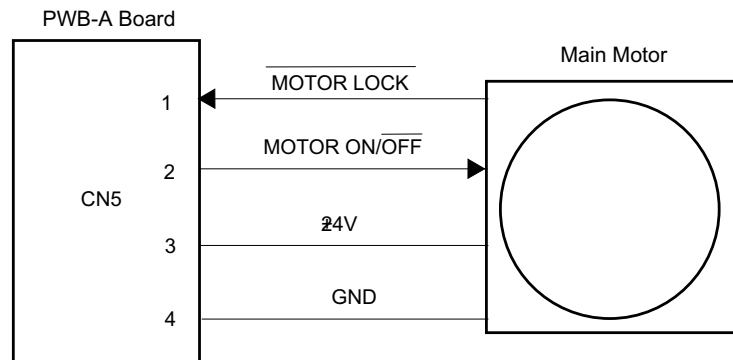 PWB-A Board
Main Motor
MOTOR LOCK
1
MOTOR ON/OFF
2
CN5
+24V
3
GND
4